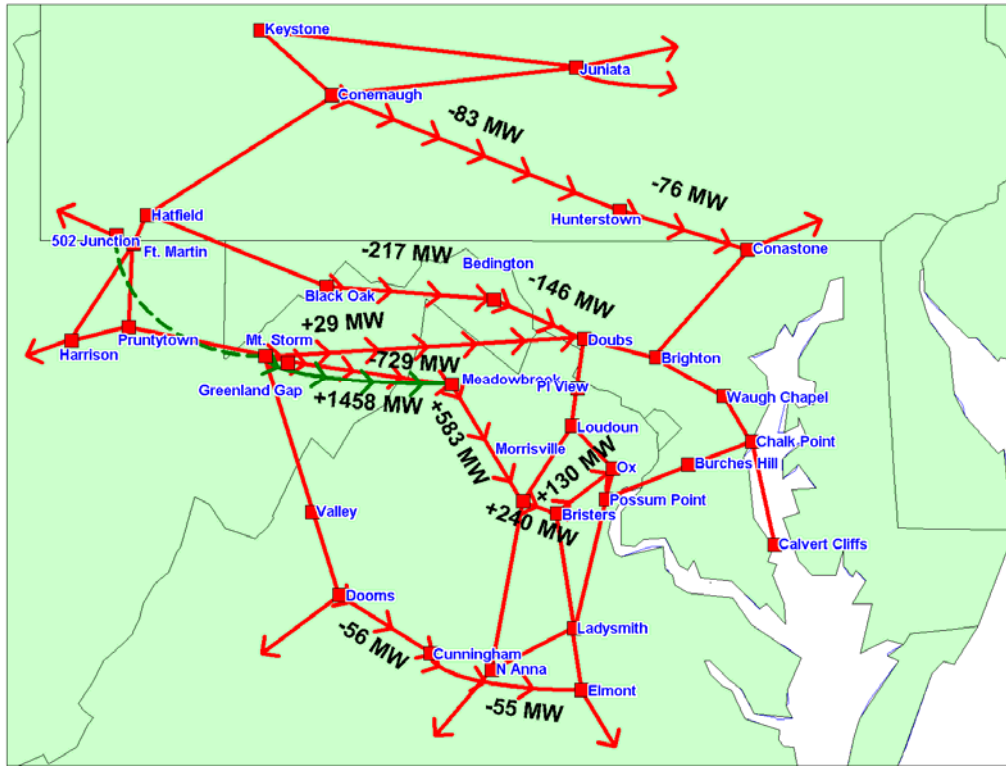 Keystone
Juniata
Conemaugh
-83 MW
-76 MW
Hunterstown
Hatfield
502 Junction
Ft. Martin
Conastone
-217 MW
Bedington
Black Oak
-146 MW
+29 MW
Pruntytown
Mt. Storm
Doubs
Harrison
-729 MW
Brighton
Greenland Gap
Meadowbrook
Pl View
+1458 MW
Waugh Chapel
+583 MW
Loudoun
Morrisville
Chalk Point
+130 MW
Ox
Burches Hill
Possum Point
Valley
+240 MW
Bristers
Calvert Cliffs
Dooms
-56 MW
Ladysmith
Cunningham
N Anna
Elmont
-55 MW